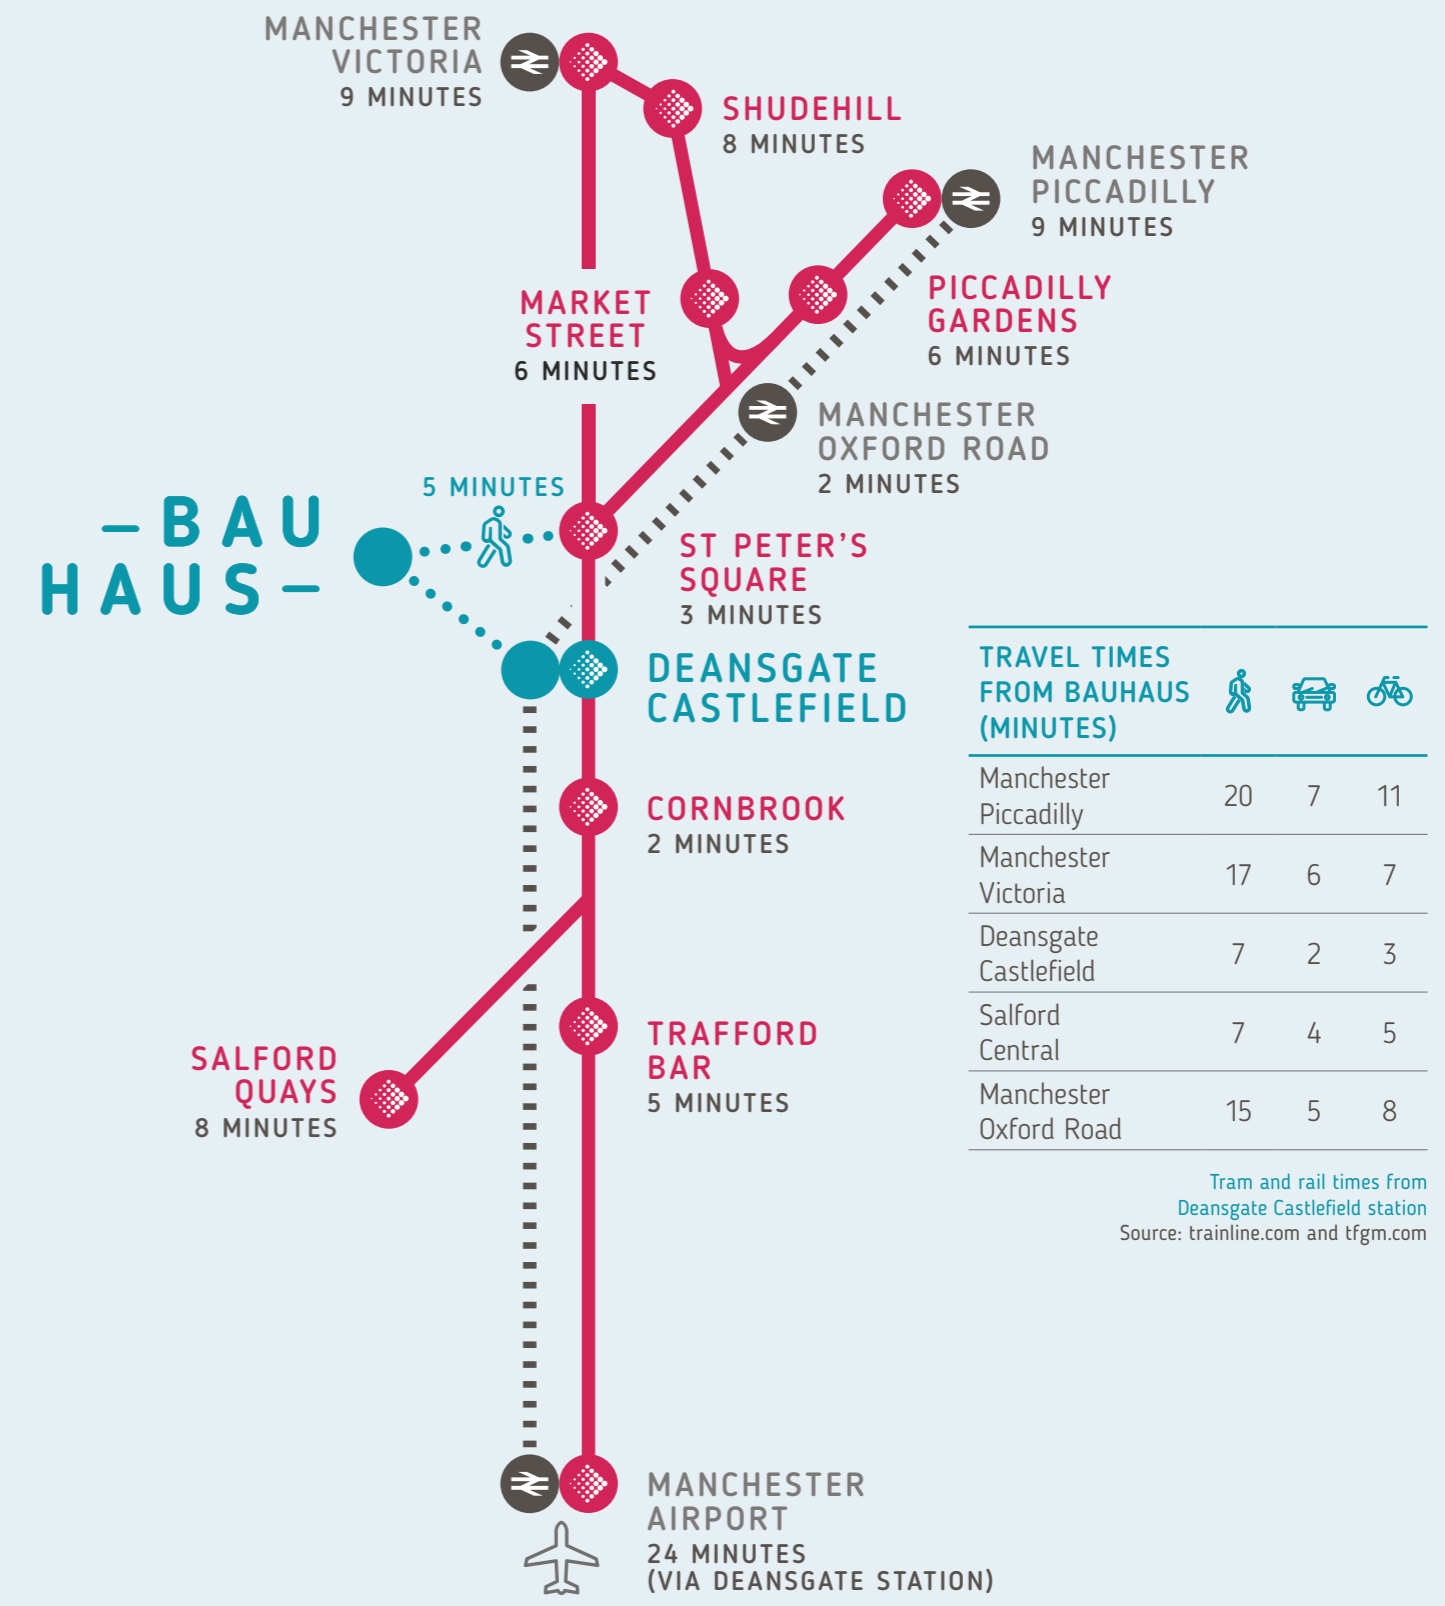 MANCHESTER
VICTORIA
9 MINUTES
SHUDEHILL
8 MINUTES
MANCHESTER
PICCADILLY
9 MINUTES
MARKET
STREET
6 MINUTES
PICCADILLY
GARDENS
6 MINUTES
MANCHESTER
OXFORD ROAD
2 MINUTES
5 MINUTES
–BAU
HAUS–
ST PETER'S
SQUARE
3 MINUTES
DEANSGATE
CASTLEFIELD
CORNBROOK
2 MINUTES
SALFORD
QUAYS
8 MINUTES
TRAFFORD
BAR
5 MINUTES
MANCHESTER
AIRPORT
24 MINUTES
(VIA DEANSGATE STATION)
TRAVEL TIMES
FROM BAUHAUS
(MINUTES)
Manchester
Piccadilly 20 7 11
Manchester
Victoria 17 6 7
Deansgate
Castlefield 7 2 3
Salford
Central 7 4 5
Manchester
Oxford Road 15 5 8
Tram and rail times from
Deansgate Castlefield station
Source: trainline.com and tfgm.com